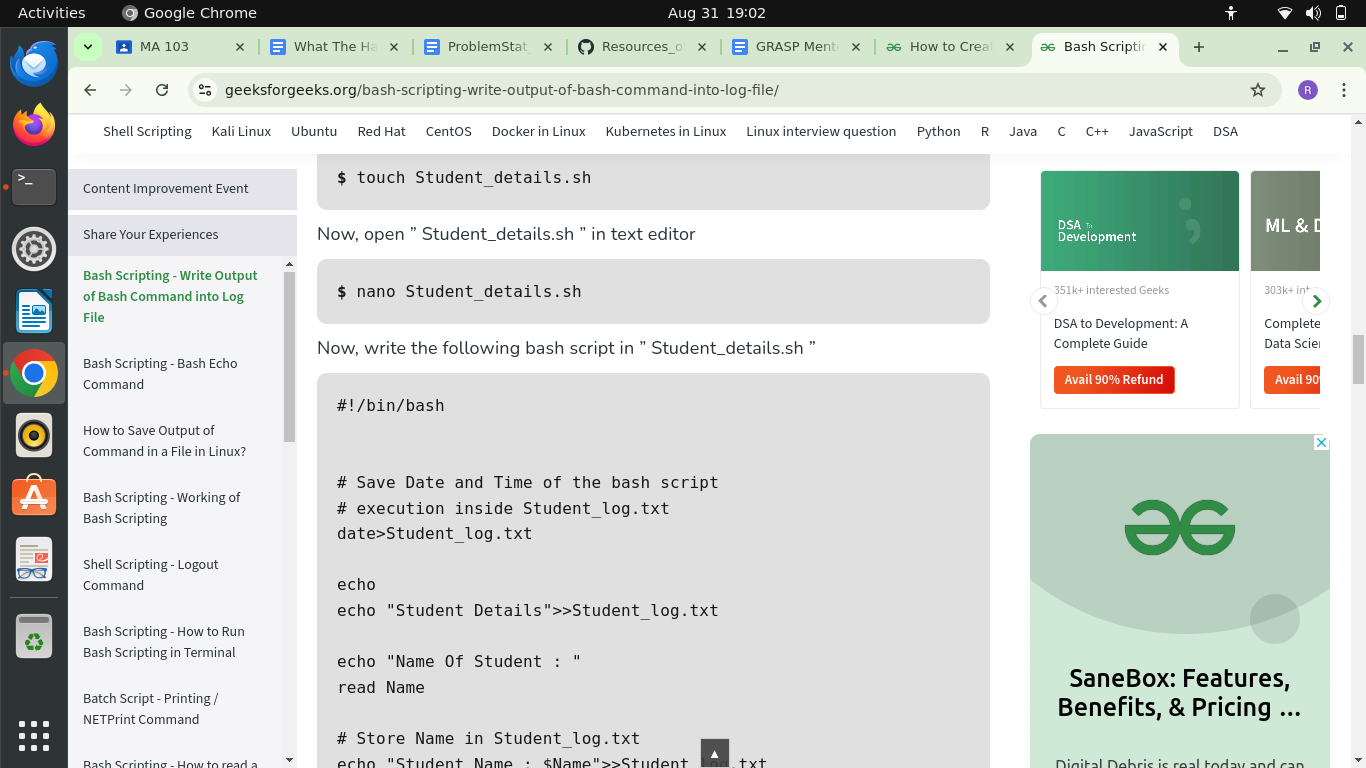 Activities
Google Chrome
Aug 31 19:02
MA 103
What The Ha
ProblemStat_
Resources_o
GRASP Ment
How to Crea
Bash Scriptin
geeksforgeeks.org/bash-scripting-write-output-of-bash-command-into-log-file/
R
Shell Scripting Kali Linux Ubuntu Red Hat CentOS Docker in Linux Kubernetes in Linux Linux interview question Python R Java C C++ JavaScript DSA
Content Improvement Event
Share Your Experiences
Bash Scripting - Write Output
of Bash Command into Log
File
Bash Scripting - Bash Echo
Command
How to Save Output of
Command in a File in Linux?
Bash Scripting - Working of
Bash Scripting
Shell Scripting - Logout
Command
Bash Scripting - How to Run
Bash Scripting in Terminal
Batch Script - Printing /
NETPrint Command
Bash Scripting - How to read a
$ touch Student_details.sh
Now, open ” Student_details.sh ” in text editor
$ nano Student_details.sh
Now, write the following bash script in ” Student_details.sh ”
#!/bin/bash
# Save Date and Time of the bash script
# execution inside Student_log.txt
date>Student_log.txt
echo
echo "Student Details">>Student_log.txt
echo "Name Of Student : "
read Name
# Store Name in Student_log.txt
echo "Student Name : $Name">>Student_log.txt
DSA To
Development
351k+ interested Geeks
DSA to Development: A
Complete Guide
Avail 90% Refund
ML & D
303k+ int
Complete
Data Scien
Avail 90
SaneBox: Features,
Benefits, & Pricing ...
Digital Debris is real today and can